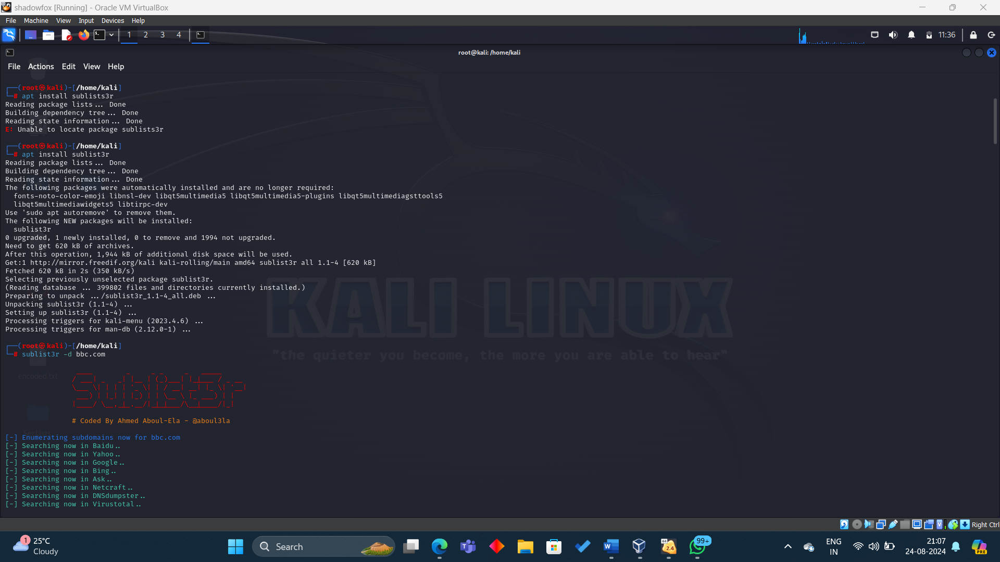 shadowfox [Running] - Oracle VM VirtualBox
File Machine View Input Devices Help
1 2 3 4
11:36
root@kali: /home/kali
File Actions Edit View Help
┌──(root㉿kali)-[/home/kali]
└─# apt install sublists3r
Reading package lists... Done
Building dependency tree... Done
Reading state information... Done
E: Unable to locate package sublists3r
┌──(root㉿kali)-[/home/kali]
└─# apt install sublist3r
Reading package lists... Done
Building dependency tree... Done
Reading state information... Done
The following packages were automatically installed and are no longer required:
fonts-noto-color-emoji libnsl-dev libqt5multimedia5 libqt5multimedia5-plugins libqt5multimediagsttools5
libqt5multimediawidgets5 libtirpc-dev
Use 'sudo apt autoremove' to remove them.
The following NEW packages will be installed:
sublist3r
0 upgraded, 1 newly installed, 0 to remove and 1994 not upgraded.
Need to get 620 kB of archives.
After this operation, 1,944 kB of additional disk space will be used.
Get:1 http://mirror.freedif.org/kali kali-rolling/main amd64 sublist3r all 1.1-4 [620 kB]
Fetched 620 kB in 2s (350 kB/s)
Selecting previously unselected package sublist3r.
(Reading database ... 399802 files and directories currently installed.)
Preparing to unpack .../sublist3r_1.1-4_all.deb ...
Unpacking sublist3r (1.1-4) ...
Setting up sublist3r (1.1-4) ...
Processing triggers for kali-menu (2023.4.6) ...
Processing triggers for man-db (2.12.0-1) ...
KALI LINUX
"the quieter you become, the more you are able to hear"
┌──(root㉿kali)-[/home/kali]
└─# sublist3r -d bbc.com
encoded.txt
Sublist3r
# Coded By Ahmed Aboul-Ela - @aboul3la
[-] Enumerating subdomains now for bbc.com
[-] Searching now in Baidu..
[-] Searching now in Yahoo..
[-] Searching now in Google..
[-] Searching now in Bing..
[-] Searching now in Ask..
[-] Searching now in Netcraft..
[-] Searching now in DNSdumpster..
[-] Searching now in Virustotal..
Right Ctrl
1
25°C
Cloudy
Search
64
2.4
99+
ENG
IN
21:07
24-08-2024
PRE